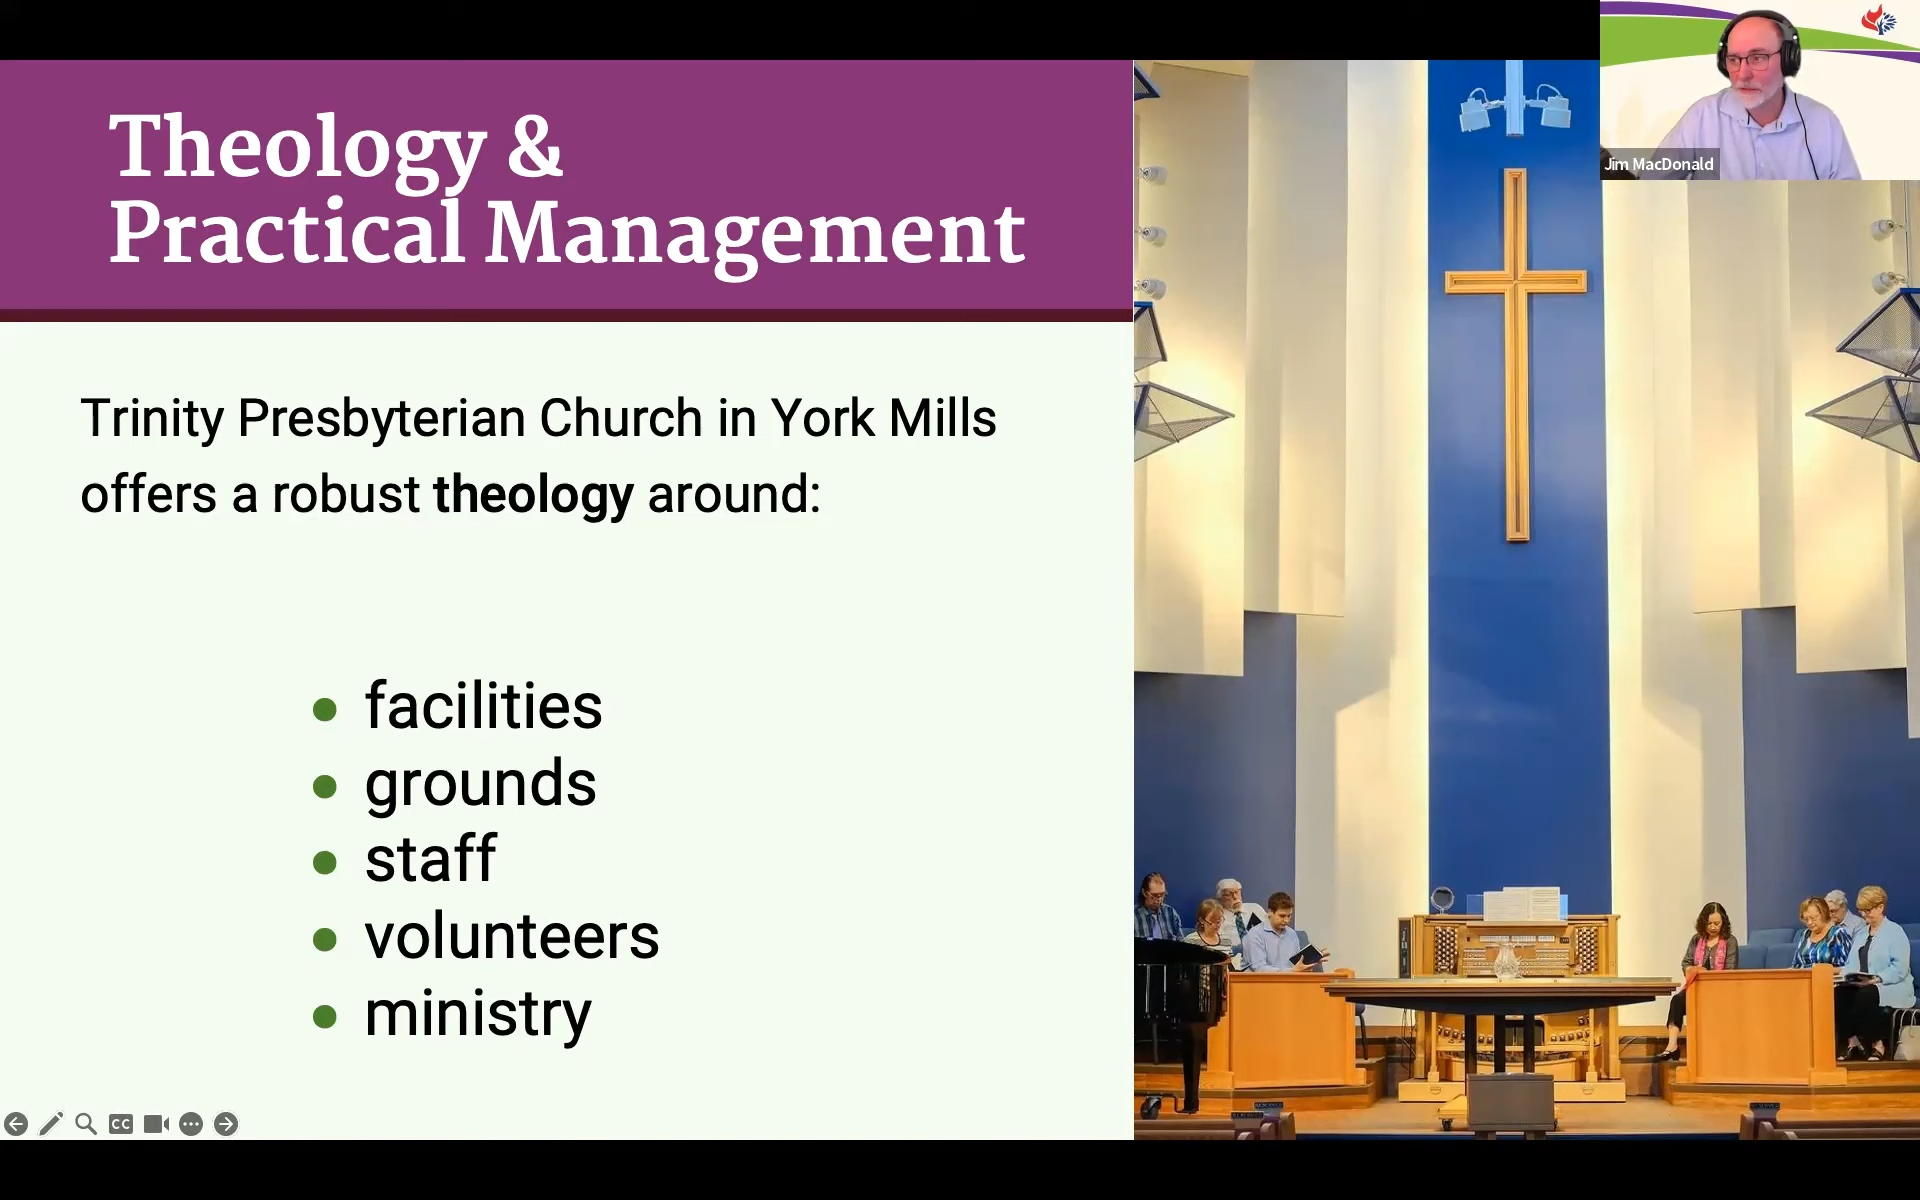 Theology &
Practical Management
Jim MacDonald
Trinity Presbyterian Church in York Mills
offers a robust theology around:
• facilities
• grounds
• staff
• volunteers
• ministry
CC